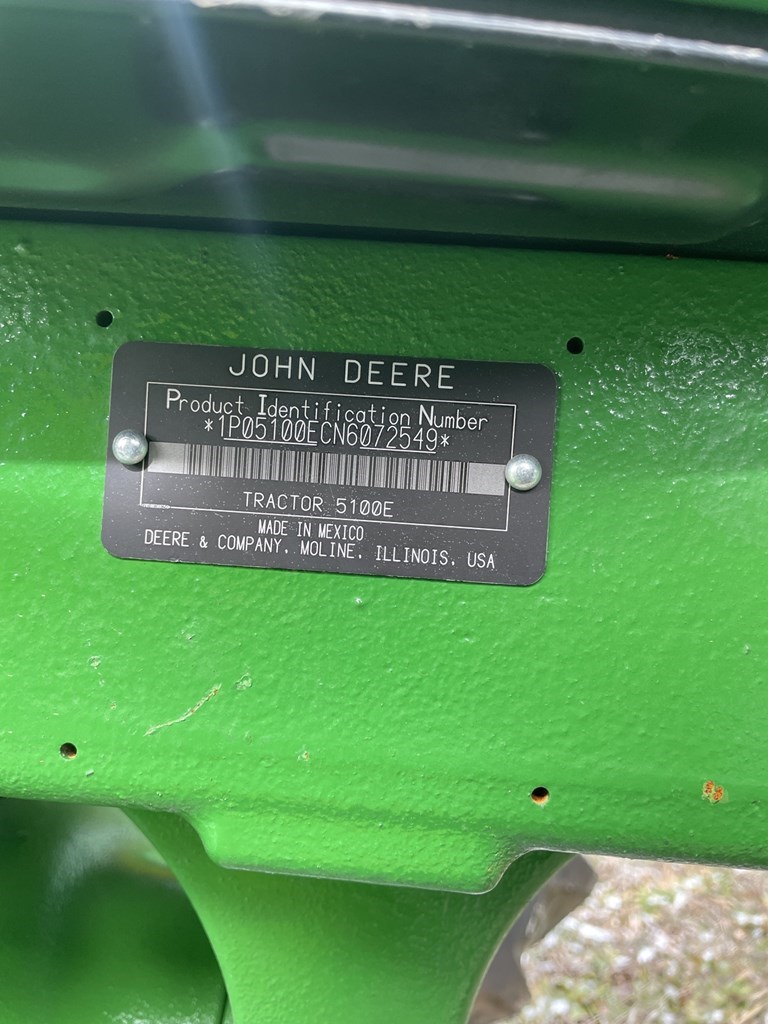 JOHN DEERE
Product Identification Number
*1P05100ECN6072549*
TRACTOR 5100E
MADE IN MEXICO
DEERE & COMPANY, MOLINE, ILLINOIS, USA